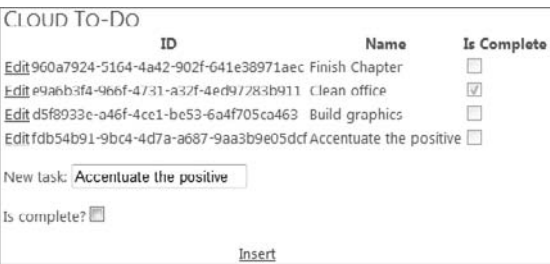 CLOUD TO-DO
ID Name Is Complete
Edit 960a7924-5164-4a42-902f-641e38971aec Finish Chapter
Edit e9a6b3f4-966f-4731-a32f-4ed97283b911 Clean office
Edit d5f8933e-a46f-4ce1-be53-6a4f705ca463 Build graphics
Edit fdb54b91-9bc4-4d7a-a687-9aa3b9e05dcf Accentuate the positive
New task: Accentuate the positive
Is complete?
Insert